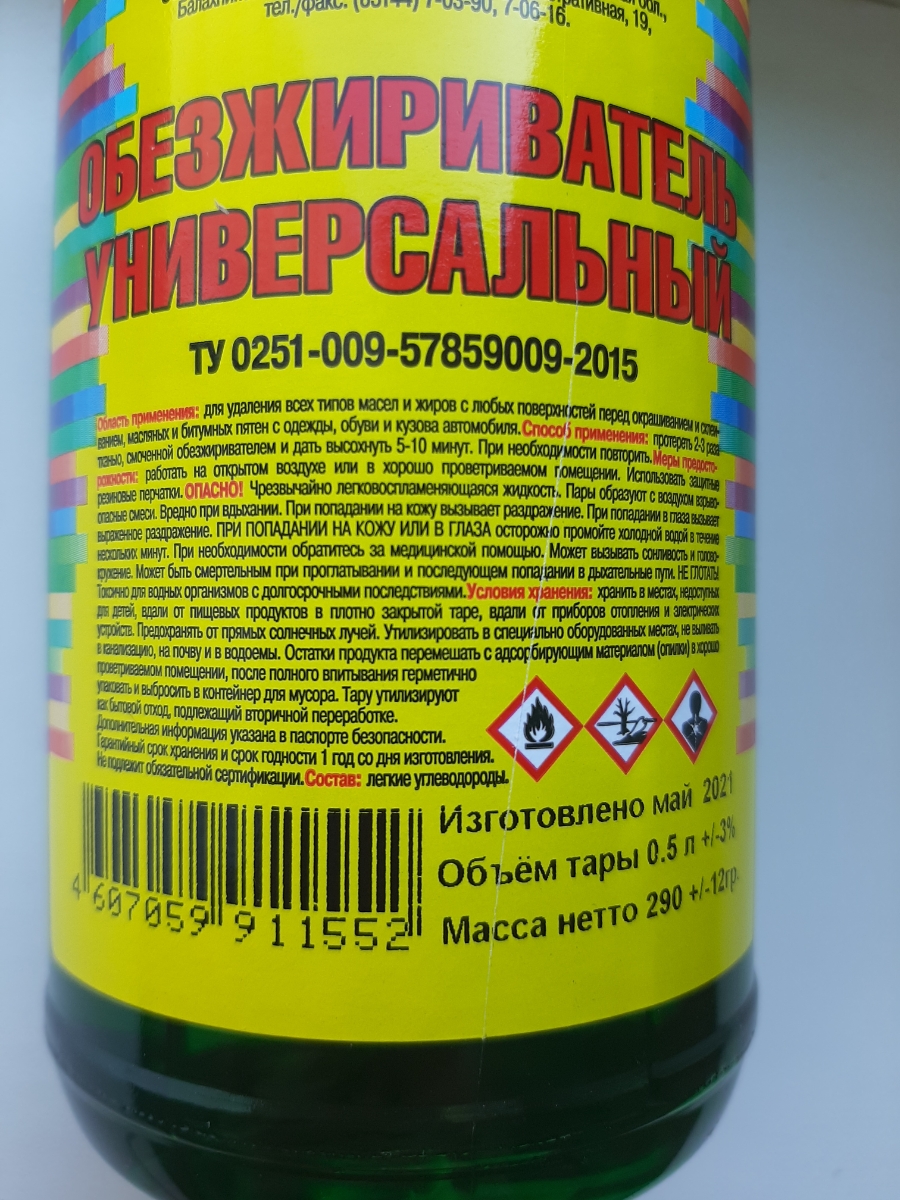 тел./факс: (83144) 7-03-90, 7-06-16.
ОБЕЗЖИРИВАТЕЛЬ
УНИВЕРСАЛЬНЫЙ
ТУ 0251-009-57859009-2015
Область применения: для удаления всех типов масел и жиров с любых поверхностей перед окрашиванием и склеи-
ванием, масляных и битумных пятен с одежды, обуви и кузова автомобиля. Способ применения: протереть 2-3 раза
тканью, смоченной обезжиривателем и дать высохнуть 5-10 минут. При необходимости повторить. Меры предосто-
рожности: работать на открытом воздухе или в хорошо проветриваемом помещении. Использовать защитные
резиновые перчатки. ОПАСНО! Чрезвычайно легковоспламеняющаяся жидкость. Пары образуют с воздухом взрыво-
опасные смеси. Вредно при вдыхании. При попадании на кожу вызывает раздражение. При попадании в глаза вызывает
выраженное раздражение. ПРИ ПОПАДАНИИ НА КОЖУ ИЛИ В ГЛАЗА осторожно промойте холодной водой в течение
нескольких минут. При необходимости обратитесь за медицинской помощью. Может вызывать сонливость и голово-
кружение. Может быть смертельным при проглатывании и последующем попадании в дыхательные пути. НЕ ГЛОТАТЬ!
Токсично для водных организмов с долгосрочными последствиями. Условия хранения: хранить в местах, недоступных
для детей, вдали от пищевых продуктов в плотно закрытой таре, вдали от приборов отопления и электрических
устройств. Предохранять от прямых солнечных лучей. Утилизировать в специально оборудованных местах, не выливать
в канализацию, на почву и в водоемы. Остатки продукта перемешать с адсорбирующим материалом (опилки) в хорошо
проветриваемом помещении, после полного впитывания герметично
упаковать и выбросить в контейнер для мусора. Тару утилизируют
как бытовой отход, подлежащий вторичной переработке.
Дополнительная информация указана в паспорте безопасности.
Гарантийный срок хранения и срок годности 1 год со дня изготовления.
Не подлежит обязательной сертификации. Состав: легкие углеводороды.
Изготовлено май 2021
Объём тары 0.5 л +/-3%
Масса нетто 290 +/-12гр.
4 607059 911552